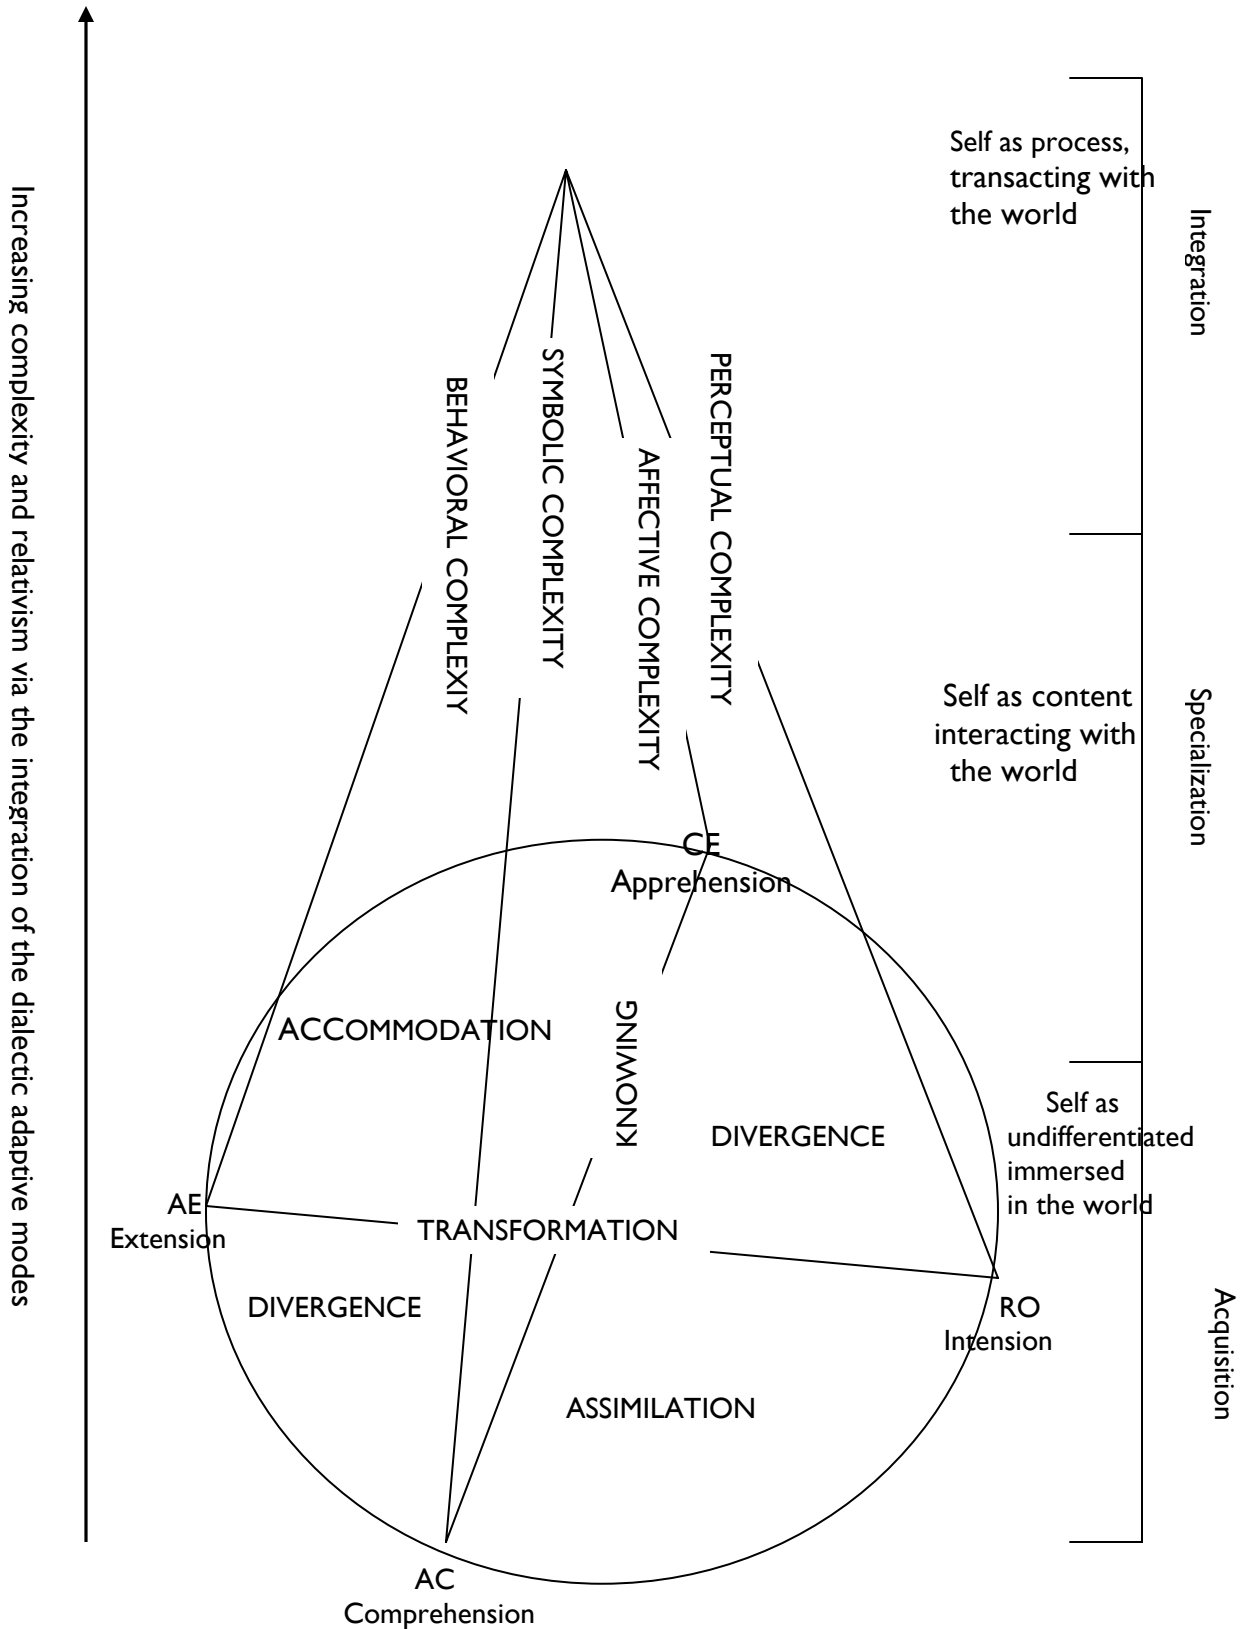 Increasing complexity and relativism via the integration of the dialectic adaptive modes
Self as process,
transacting with
the world
Integration
BEHAVIORAL COMPLEXIY
SYMBOLIC COMPLEXITY
AFFECTIVE COMPLEXITY
PERCEPTUAL COMPLEXITY
Self as content
interacting with
the world
Specialization
CE
Apprehension
ACCOMMODATION
KNOWING
DIVERGENCE
Self as
undifferentiated
immersed
in the world
AE
Extension
TRANSFORMATION
DIVERGENCE
RO
Intension
Acquisition
ASSIMILATION
AC
Comprehension